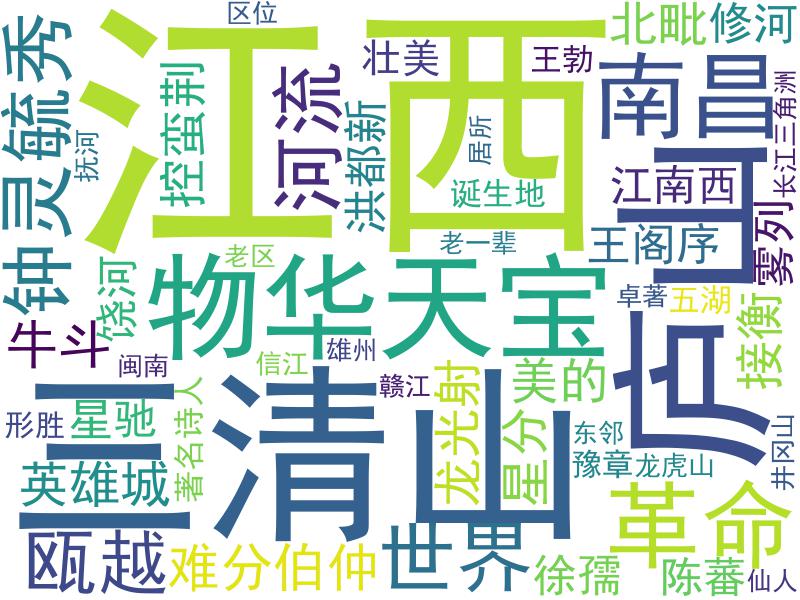 区位
北毗
修河
江西
壮美
王勃
钟灵毓秀
控蛮荆
河流
洪都新
居所
南昌
长江三角洲
抚河
诞生地
江南西
老一辈
王阁序
雾列
老区
物华天宝
饶河
卓著
五湖
接衡
庐山
牛斗
闽南
信江
雄州
赣江
美的
龙光射
三清山
形胜
星驰
著名诗人
星分
东邻
豫章
龙虎山
井冈山
英雄城
革命
瓯越
难分伯仲
世界
徐孺
陈蕃
仙人